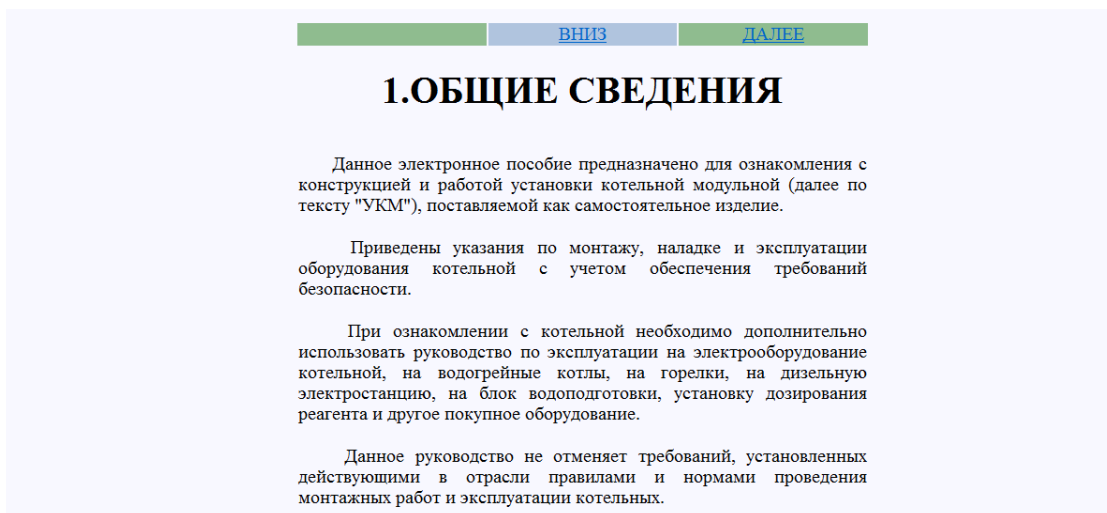 ВНИЗ ДАЛЕЕ
1.ОБЩИЕ СВЕДЕНИЯ
Данное электронное пособие предназначено для ознакомления с
конструкцией и работой установки котельной модульной (далее по
тексту "УКМ"), поставляемой как самостоятельное изделие.
Приведены указания по монтажу, наладке и эксплуатации
оборудования котельной с учетом обеспечения требований
безопасности.
При ознакомлении с котельной необходимо дополнительно
использовать руководство по эксплуатации на электрооборудование
котельной, на водогрейные котлы, на горелки, на дизельную
электростанцию, на блок водоподготовки, установку дозирования
реагента и другое покупное оборудование.
Данное руководство не отменяет требований, установленных
действующими в отрасли правилами и нормами проведения
монтажных работ и эксплуатации котельных.